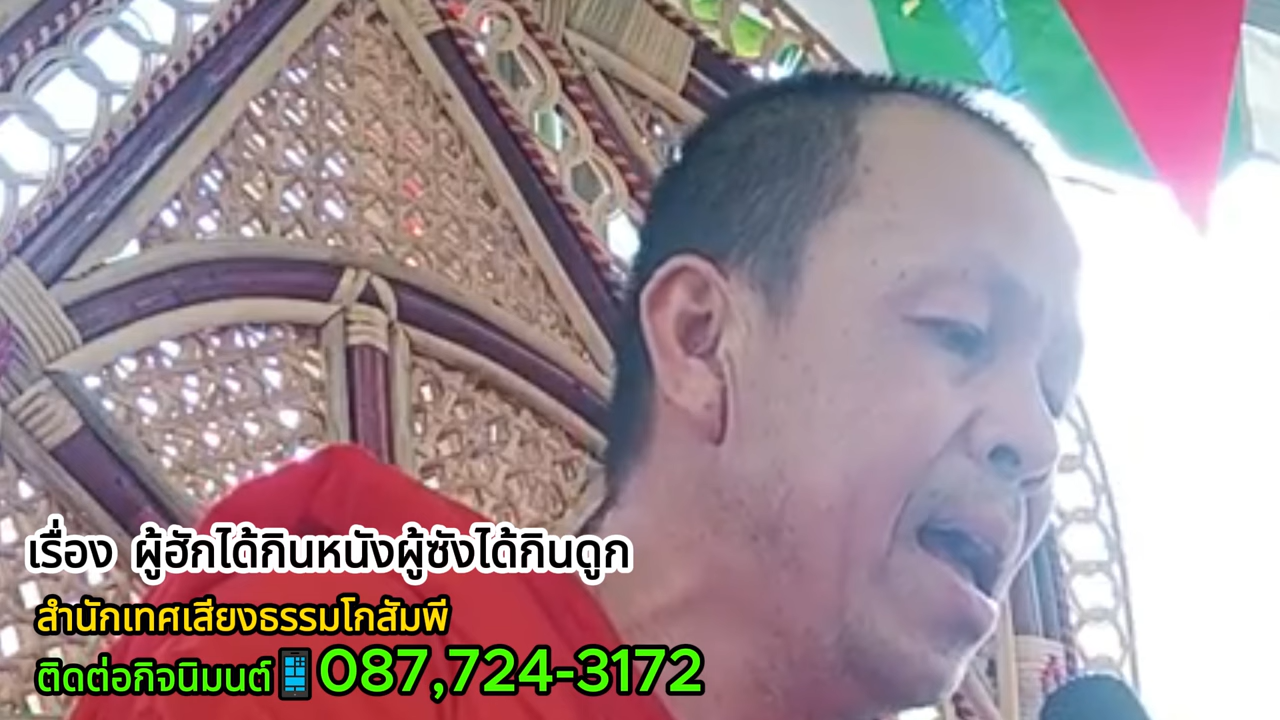 เรื่อง ผู้ฮักได้กินหนังผู้ซังได้กินดูก
สำนักเทศเสียงธรรมโกสัมพี
ติดต่อกิจนิมนต์📱087,724-3172